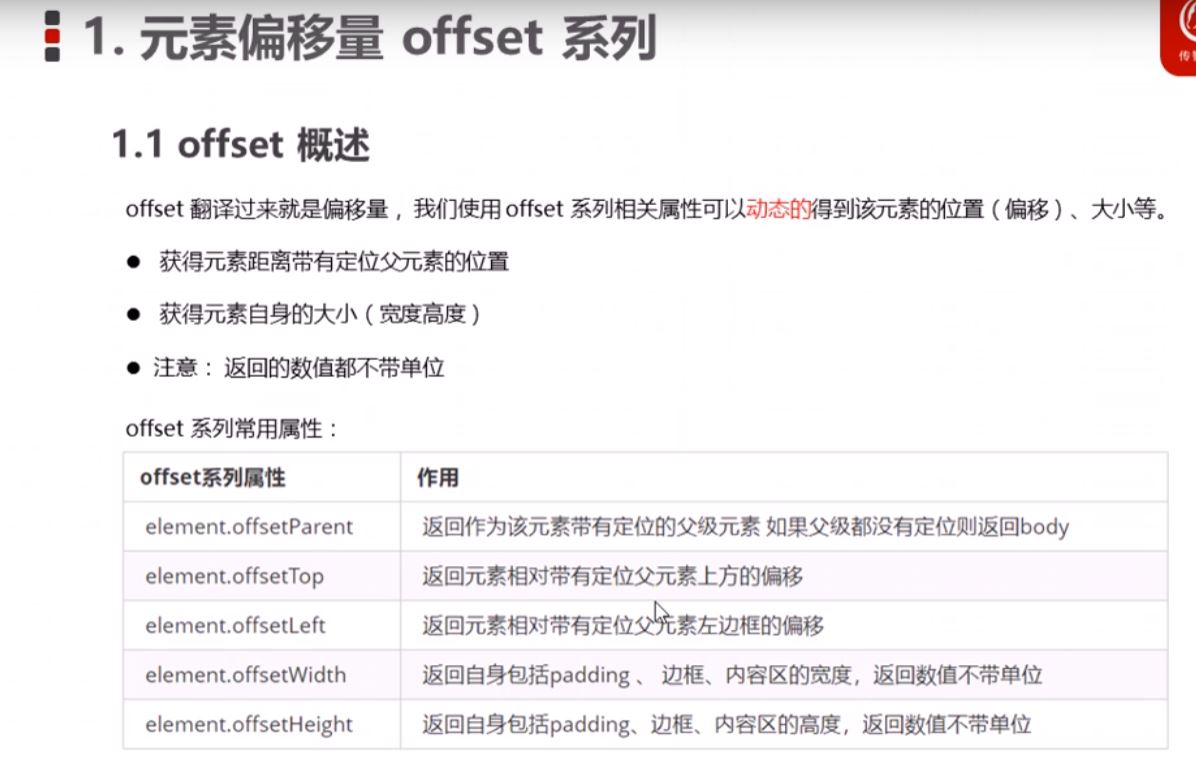 1. 元素偏移量 offset 系列
传智
1.1 offset 概述
offset 翻译过来就是偏移量，我们使用 offset 系列相关属性可以动态的得到该元素的位置（偏移）、大小等。
● 获得元素距离带有定位父元素的位置
● 获得元素自身的大小（宽度高度）
● 注意： 返回的数值都不带单位
offset 系列常用属性：
offset系列属性 作用
element.offsetParent 返回作为该元素带有定位的父级元素 如果父级都没有定位则返回body
element.offsetTop 返回元素相对带有定位父元素上方的偏移
element.offsetLeft 返回元素相对带有定位父元素左边框的偏移
element.offsetWidth 返回自身包括padding 、 边框、内容区的宽度，返回数值不带单位
element.offsetHeight 返回自身包括padding、边框、内容区的高度，返回数值不带单位